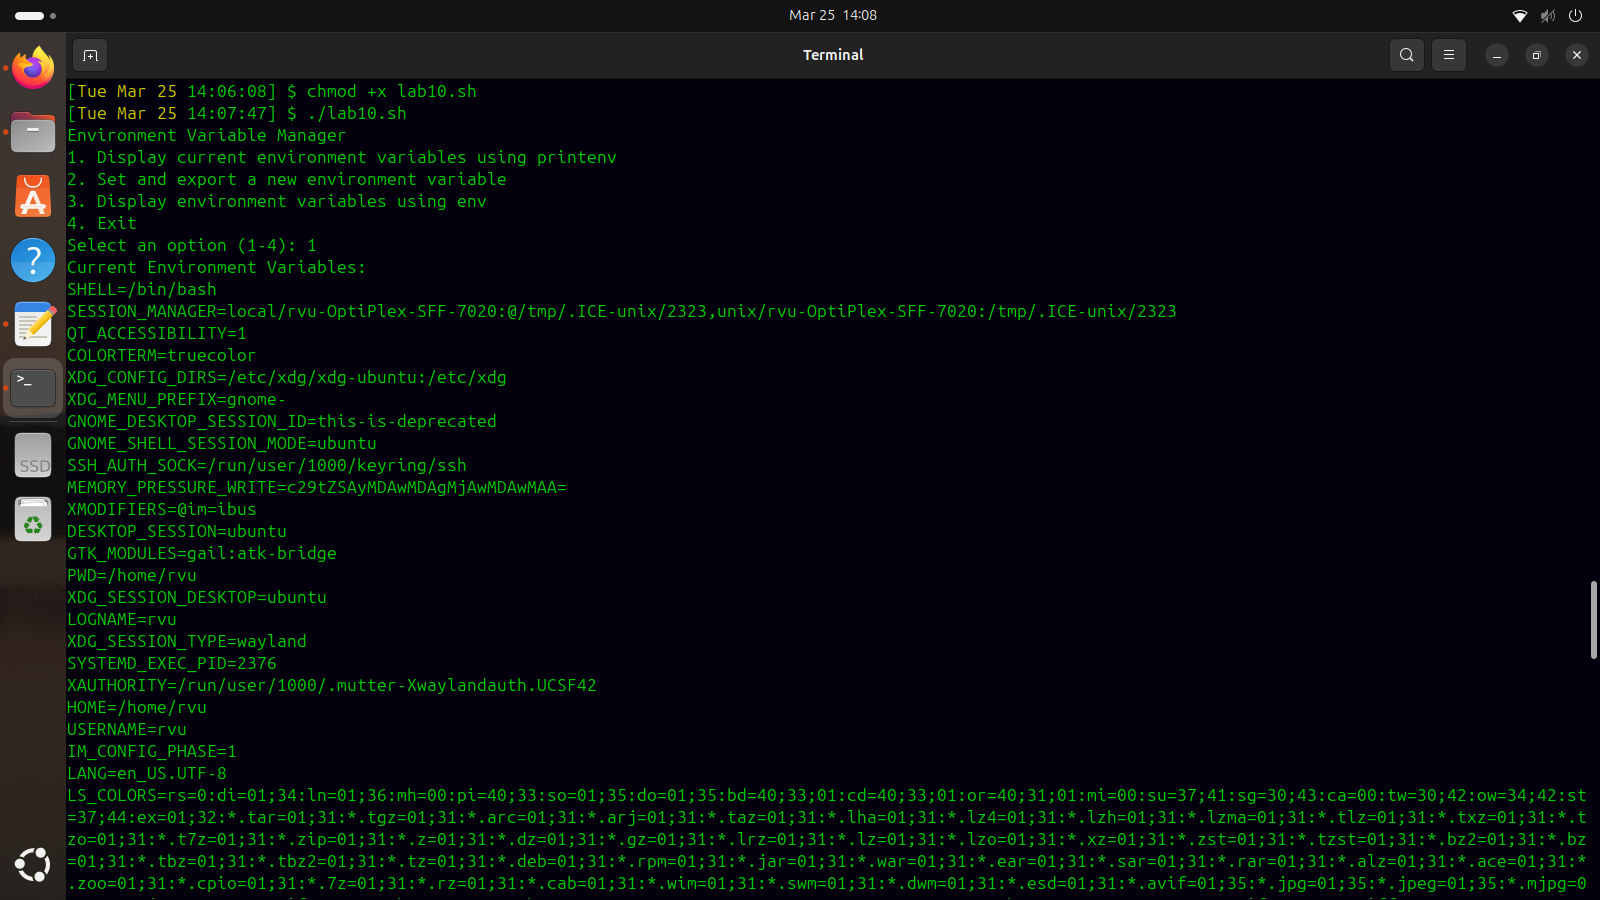 Mar 25 14:08
Terminal
[Tue Mar 25 14:06:08] $ chmod +x lab10.sh
[Tue Mar 25 14:07:47] $ ./lab10.sh
Environment Variable Manager
1. Display current environment variables using printenv
2. Set and export a new environment variable
3. Display environment variables using env
4. Exit
Select an option (1-4): 1
Current Environment Variables:
SHELL=/bin/bash
SESSION_MANAGER=local/rvu-OptiPlex-SFF-7020:@/tmp/.ICE-unix/2323,unix/rvu-OptiPlex-SFF-7020:/tmp/.ICE-unix/2323
QT_ACCESSIBILITY=1
COLORTERM=truecolor
XDG_CONFIG_DIRS=/etc/xdg/xdg-ubuntu:/etc/xdg
XDG_MENU_PREFIX=gnome-
GNOME_DESKTOP_SESSION_ID=this-is-deprecated
GNOME_SHELL_SESSION_MODE=ubuntu
SSH_AUTH_SOCK=/run/user/1000/keyring/ssh
MEMORY_PRESSURE_WRITE=c29tZSAyMDAwMDAgMjAwMDAwMAA=
XMODIFIERS=@im=ibus
DESKTOP_SESSION=ubuntu
GTK_MODULES=gail:atk-bridge
PWD=/home/rvu
XDG_SESSION_DESKTOP=ubuntu
LOGNAME=rvu
XDG_SESSION_TYPE=wayland
SYSTEMD_EXEC_PID=2376
XAUTHORITY=/run/user/1000/.mutter-Xwaylandauth.UCSF42
HOME=/home/rvu
USERNAME=rvu
IM_CONFIG_PHASE=1
LANG=en_US.UTF-8
LS_COLORS=rs=0:di=01;34:ln=01;36:mh=00:pi=40;33:so=01;35:do=01;35:bd=40;33;01:cd=40;33;01:or=40;31;01:mi=00:su=37;41:sg=30;43:ca=00:tw=30;42:ow=34;42:st
=37;44:ex=01;32:*.tar=01;31:*.tgz=01;31:*.arc=01;31:*.arj=01;31:*.taz=01;31:*.lha=01;31:*.lz4=01;31:*.lzh=01;31:*.lzma=01;31:*.tlz=01;31:*.txz=01;31:*.t
zo=01;31:*.t7z=01;31:*.zip=01;31:*.z=01;31:*.dz=01;31:*.gz=01;31:*.lrz=01;31:*.lz=01;31:*.lzo=01;31:*.xz=01;31:*.zst=01;31:*.tzst=01;31:*.bz2=01;31:*.bz
=01;31:*.tbz=01;31:*.tbz2=01;31:*.tz=01;31:*.deb=01;31:*.rpm=01;31:*.jar=01;31:*.war=01;31:*.ear=01;31:*.sar=01;31:*.rar=01;31:*.alz=01;31:*.ace=01;31:*
.zoo=01;31:*.cpio=01;31:*.7z=01;31:*.rz=01;31:*.cab=01;31:*.wim=01;31:*.swm=01;31:*.dwm=01;31:*.esd=01;31:*.avif=01;35:*.jpg=01;35:*.jpeg=01;35:*.mjpg=0
SSD